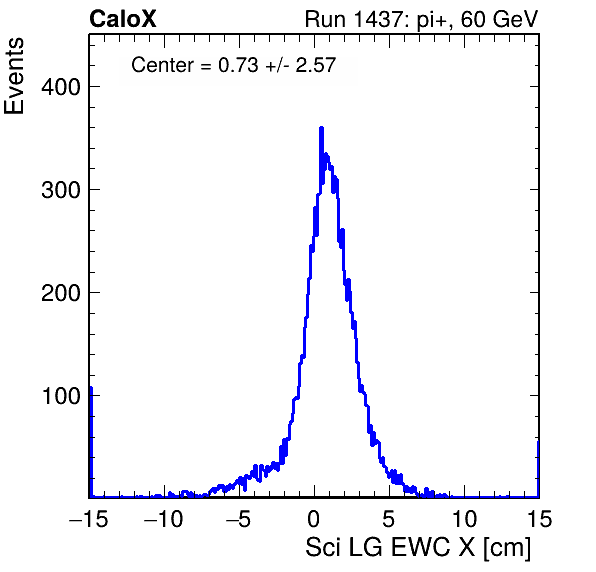 CaloX Run 1437: pi+, 60 GeV
Center = 0.73 +/- 2.57
Events
400
300
200
100
−15 −10 −5 0 5 10 15
Sci LG EWC X [cm]